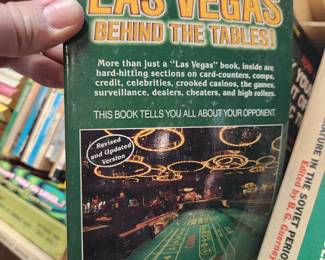 LAS VEGAS
BEHIND THE TABLES!
More than just a "Las Vegas" book, inside are
hard-hitting sections on card-counters, comps,
credit, celebrities, crooked casinos, the games,
surveillance, dealers, cheaters, and high rollers.
THIS BOOK TELLS YOU ALL ABOUT YOUR OPPONENT.
Revised
and Updated
Version
IN THE SOVIET PERIOD
Edited by B. G. Guerney